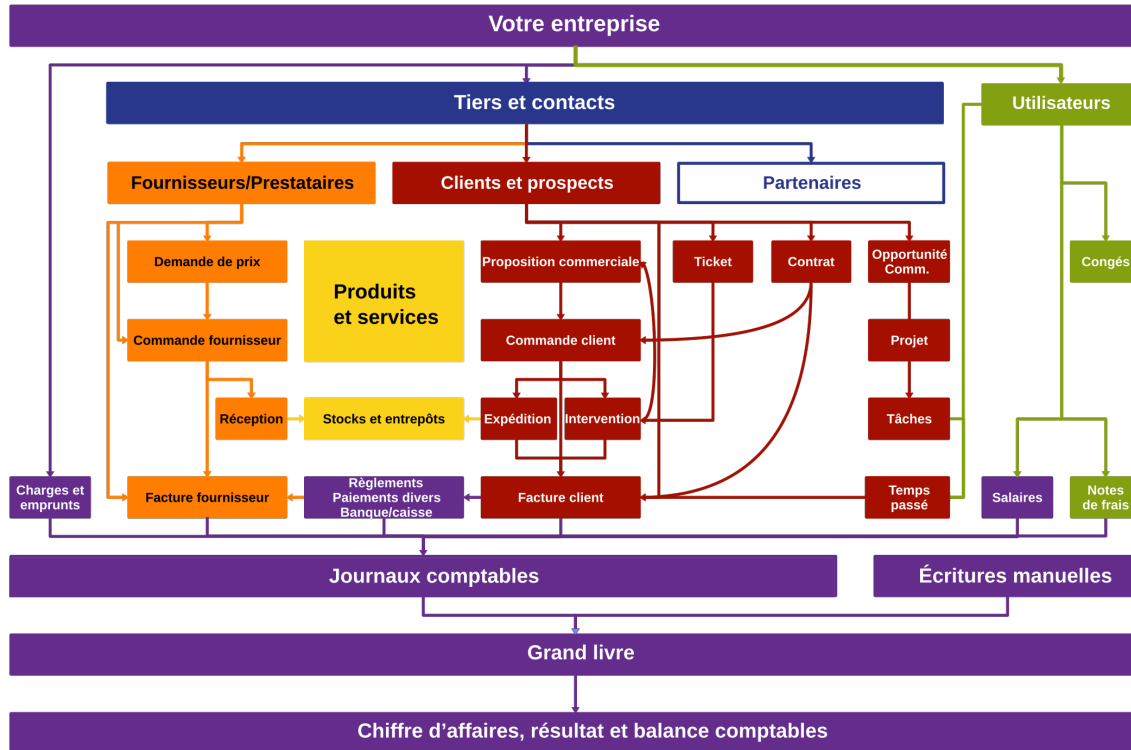 Votre entreprise
Tiers et contacts
Utilisateurs
Fournisseurs/Prestataires
Clients et prospects
Partenaires
Demande de prix
Produits
et services
Proposition commerciale
Ticket
Contrat
Opportunité
Comm.
Congés
Commande fournisseur
Commande client
Projet
Réception
Stocks et entrepôts
Expédition
Intervention
Tâches
Charges et
emprunts
Facture fournisseur
Règlements
Paiements divers
Banque/caisse
Facture client
Temps
passé
Salaires
Notes
de frais
Journaux comptables
Écritures manuelles
Grand livre
Chiffre d’affaires, résultat et balance comptables